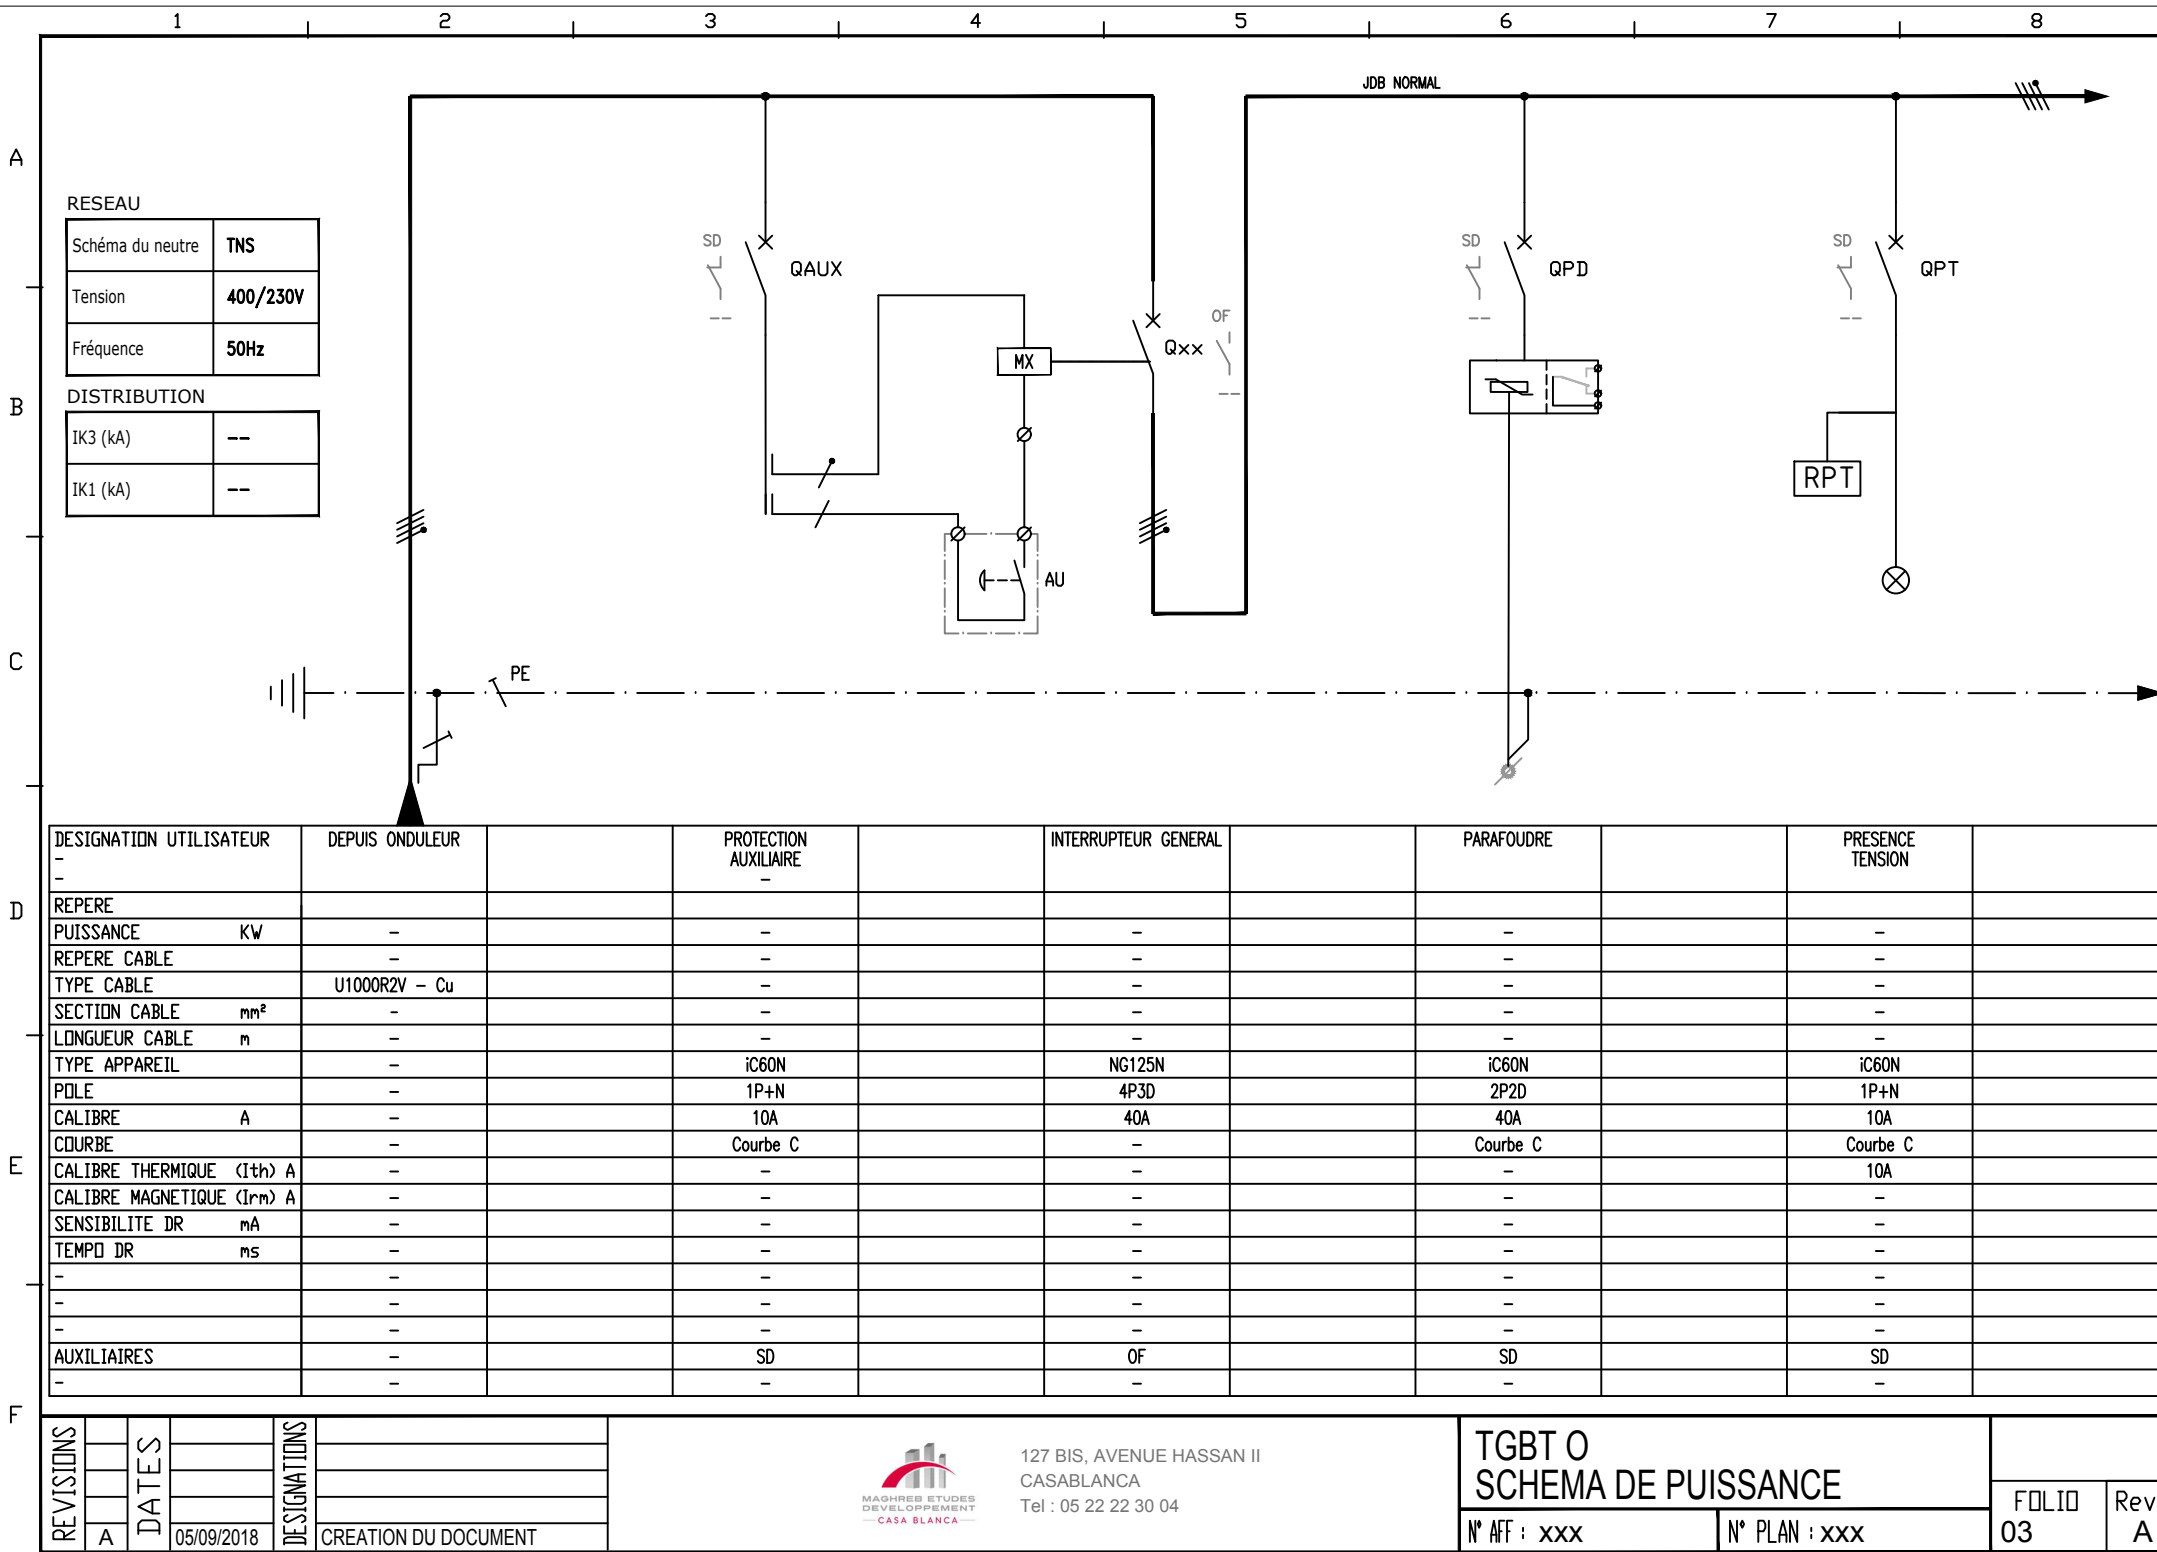 1 2 3 4 5 6 7 8
JDB NORMAL
A
RESEAU
Schéma du neutre TNS
Tension 400/230V
Fréquence 50Hz
SD QAUX
SD QPD
SD QPT
-- -- --
OF
Qxx
MX
--
B
DISTRIBUTION
IK3 (kA) --
IK1 (kA) --
RPT
AU
C
PE
D
E
F
DESIGNATION UTILISATEUR DEPUIS ONDULEUR PROTECTION INTERRUPTEUR GENERAL PARAFOUDRE PRESENCE
- AUXILIAIRE TENSION
- -
REPERE
PUISSANCE KW - - - - -
REPERE CABLE - - - - -
TYPE CABLE U1000R2V - Cu - - - -
SECTION CABLE mm² - - - - -
LONGUEUR CABLE m - - - - -
TYPE APPAREIL - iC60N NG125N iC60N iC60N
POLE - 1P+N 4P3D 2P2D 1P+N
CALIBRE A - 10A 40A 40A 10A
COURBE - Courbe C - Courbe C Courbe C
CALIBRE THERMIQUE (Ith) A - - - - 10A
CALIBRE MAGNETIQUE (Irm) A - - - - -
SENSIBILITE DR mA - - - - -
TEMPO DR ms - - - - -
- - - - - -
- - - - - -
- - - - - -
AUXILIAIRES - SD OF SD SD
- - - - - -
REVISIONS
A
DATES
05/09/2018
DESIGNATIONS
CREATION DU DOCUMENT
MAGHREB ETUDES
DEVELOPPEMENT
CASA BLANCA
127 BIS, AVENUE HASSAN II
CASABLANCA
Tel : 05 22 22 30 04
TGBT O
SCHEMA DE PUISSANCE
N° AFF : XXX N° PLAN : XXX
FOLIO
03
Rev
A